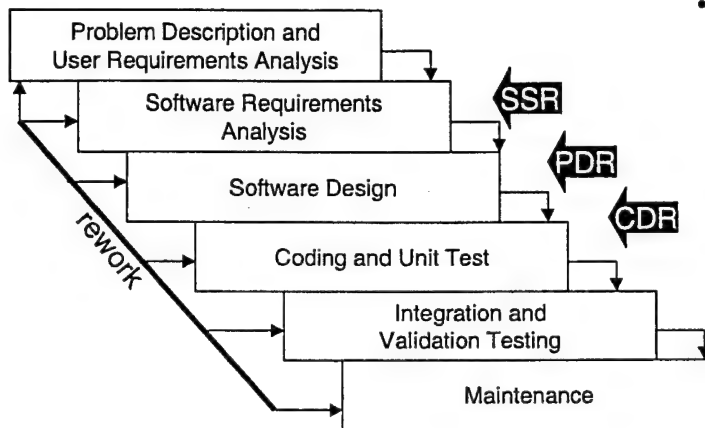 Problem Description and
User Requirements Analysis
Software Requirements
Analysis
SSR
PDR
Software Design
CDR
Coding and Unit Test
rework
Integration and
Validation Testing
Maintenance